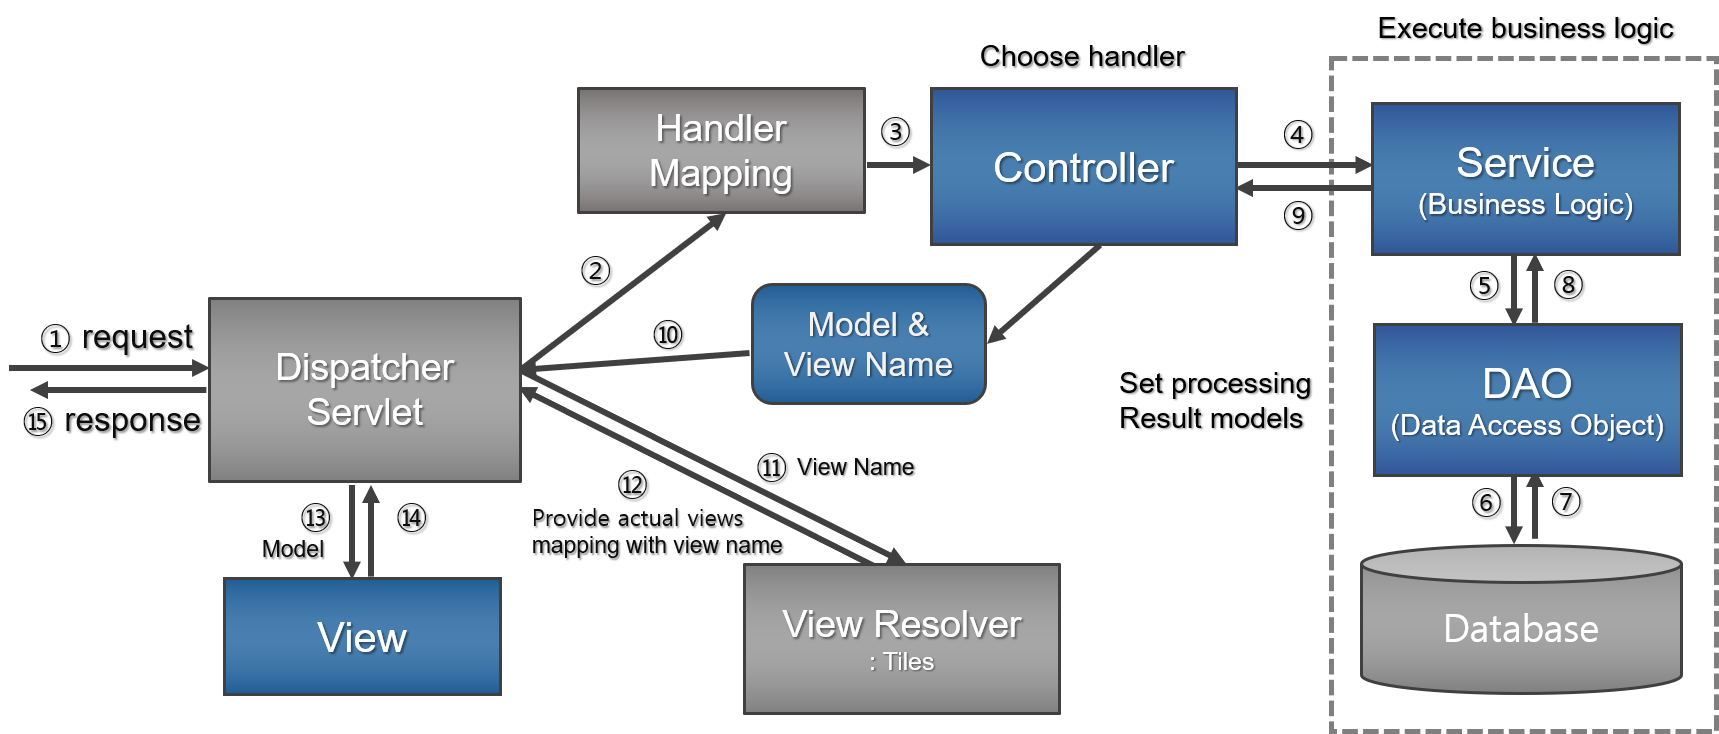 Execute business logic
Choose handler
Handler
Mapping
③
Controller
④
⑨
Service
(Business Logic)
②
⑤
⑧
① request
⑮ response
Dispatcher
Servlet
⑩
Model &
View Name
Set processing
Result models
DAO
(Data Access Object)
⑪ View Name
⑫
Provide actual views
mapping with view name
⑥
⑦
⑬
⑭
Model
View
View Resolver
: Tiles
Database